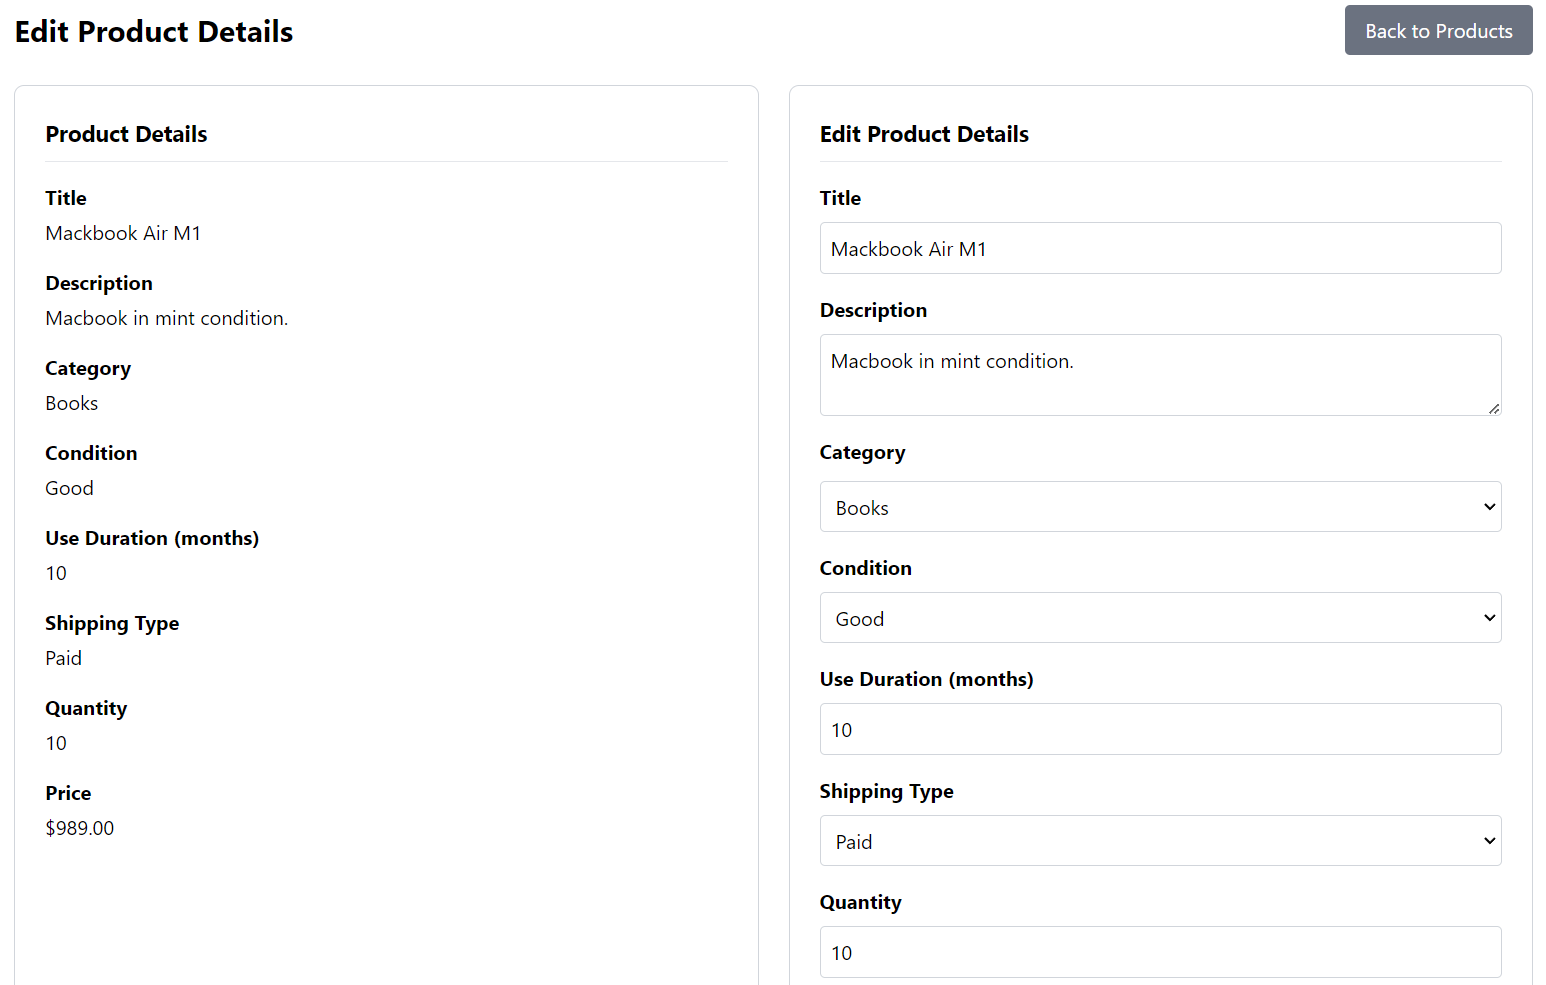 Edit Product Details
Back to Products
Product Details
Title
Mackbook Air M1
Description
Macbook in mint condition.
Category
Books
Condition
Good
Use Duration (months)
10
Shipping Type
Paid
Quantity
10
Price
$989.00
Edit Product Details
Title
Mackbook Air M1
Description
Macbook in mint condition.
Category
Books
Condition
Good
Use Duration (months)
10
Shipping Type
Paid
Quantity
10